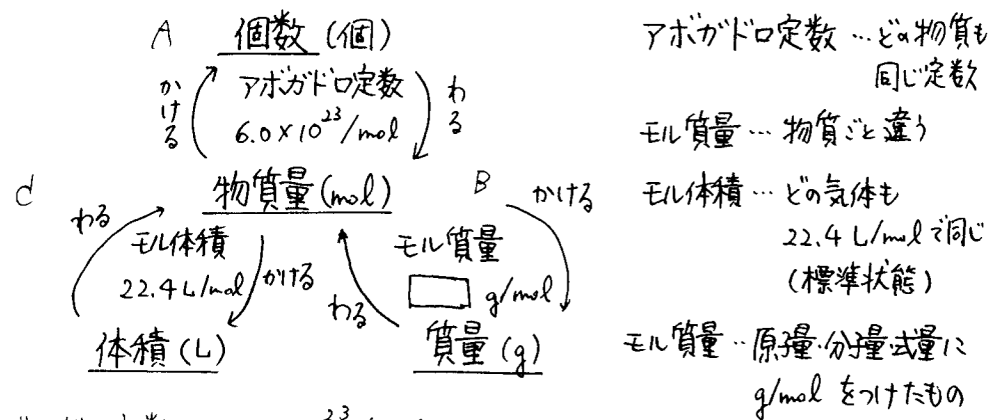 A 個数(個)
アボガドロ定数
6.0×10²³/mol
かける
わる
C 物質量(mol) B
わる
モル体積
22.4L/mol
かける
かける
モル質量
g/mol
わる
体積(L) 質量(g)
アボガドロ定数…どの物質も
同じ定数
モル質量…物質ごと違う
モル体積…どの気体も
22.4L/molで同じ
(標準状態)
モル質量…原子量・分子量・式量に
g/molをつけたもの